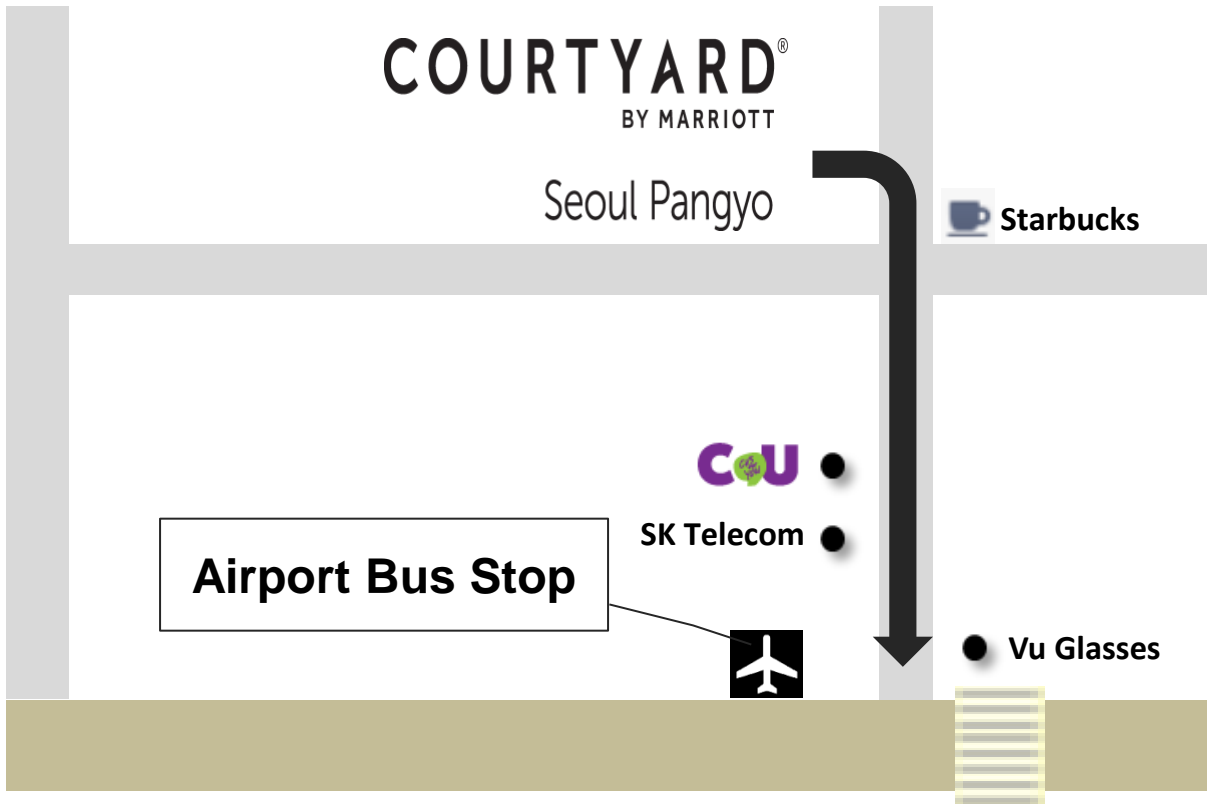 COURTYARD®
BY MARRIOTT
Seoul Pangyo
Starbucks
CU
SK Telecom
Airport Bus Stop
Vu Glasses